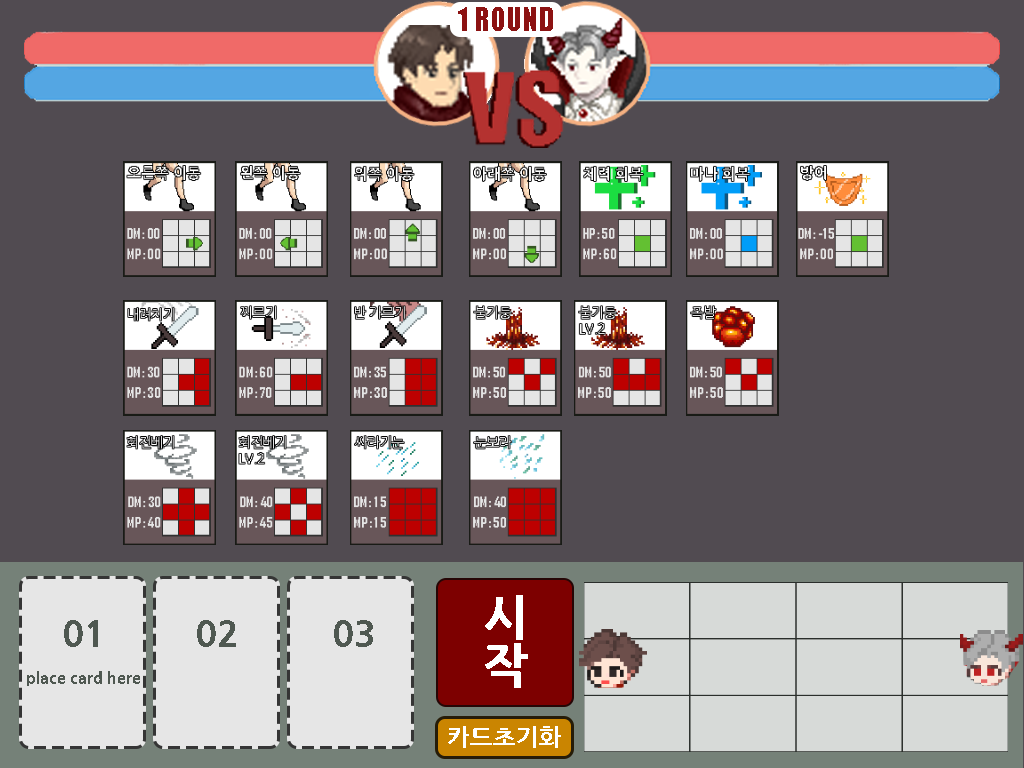 1 ROUND
VS
오른쪽 이동
DM:00
MP:00
왼쪽 이동
DM:00
MP:00
위쪽 이동
DM:00
MP:00
아래쪽 이동
DM:00
MP:00
체력 회복
HP:50
MP:60
마나 회복
DM:00
MP:00
방어
DM:-15
MP:00
내려치기
DM:30
MP:30
찌르기
DM:60
MP:70
반 가르기
DM:35
MP:30
불기둥
DM:50
MP:50
불기둥
LV.2
DM:50
MP:50
폭발
DM:50
MP:50
회전베기
DM:30
MP:40
회전베기
LV.2
DM:40
MP:45
싸라기눈
DM:15
MP:15
눈보라
DM:40
MP:50
01
place card here
02
03
시
작
카드초기화